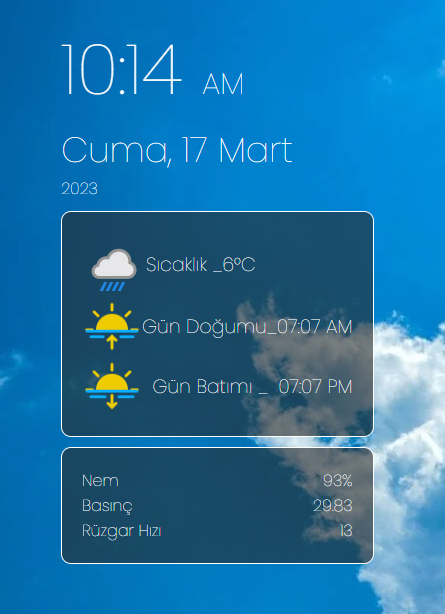 10:14 AM
Cuma, 17 Mart
2023
Sıcaklık _6°C
Gün Doğumu_07:07 AM
Gün Batımı _ 07:07 PM
Nem 93%
Basınç 29.83
Rüzgar Hızı 13